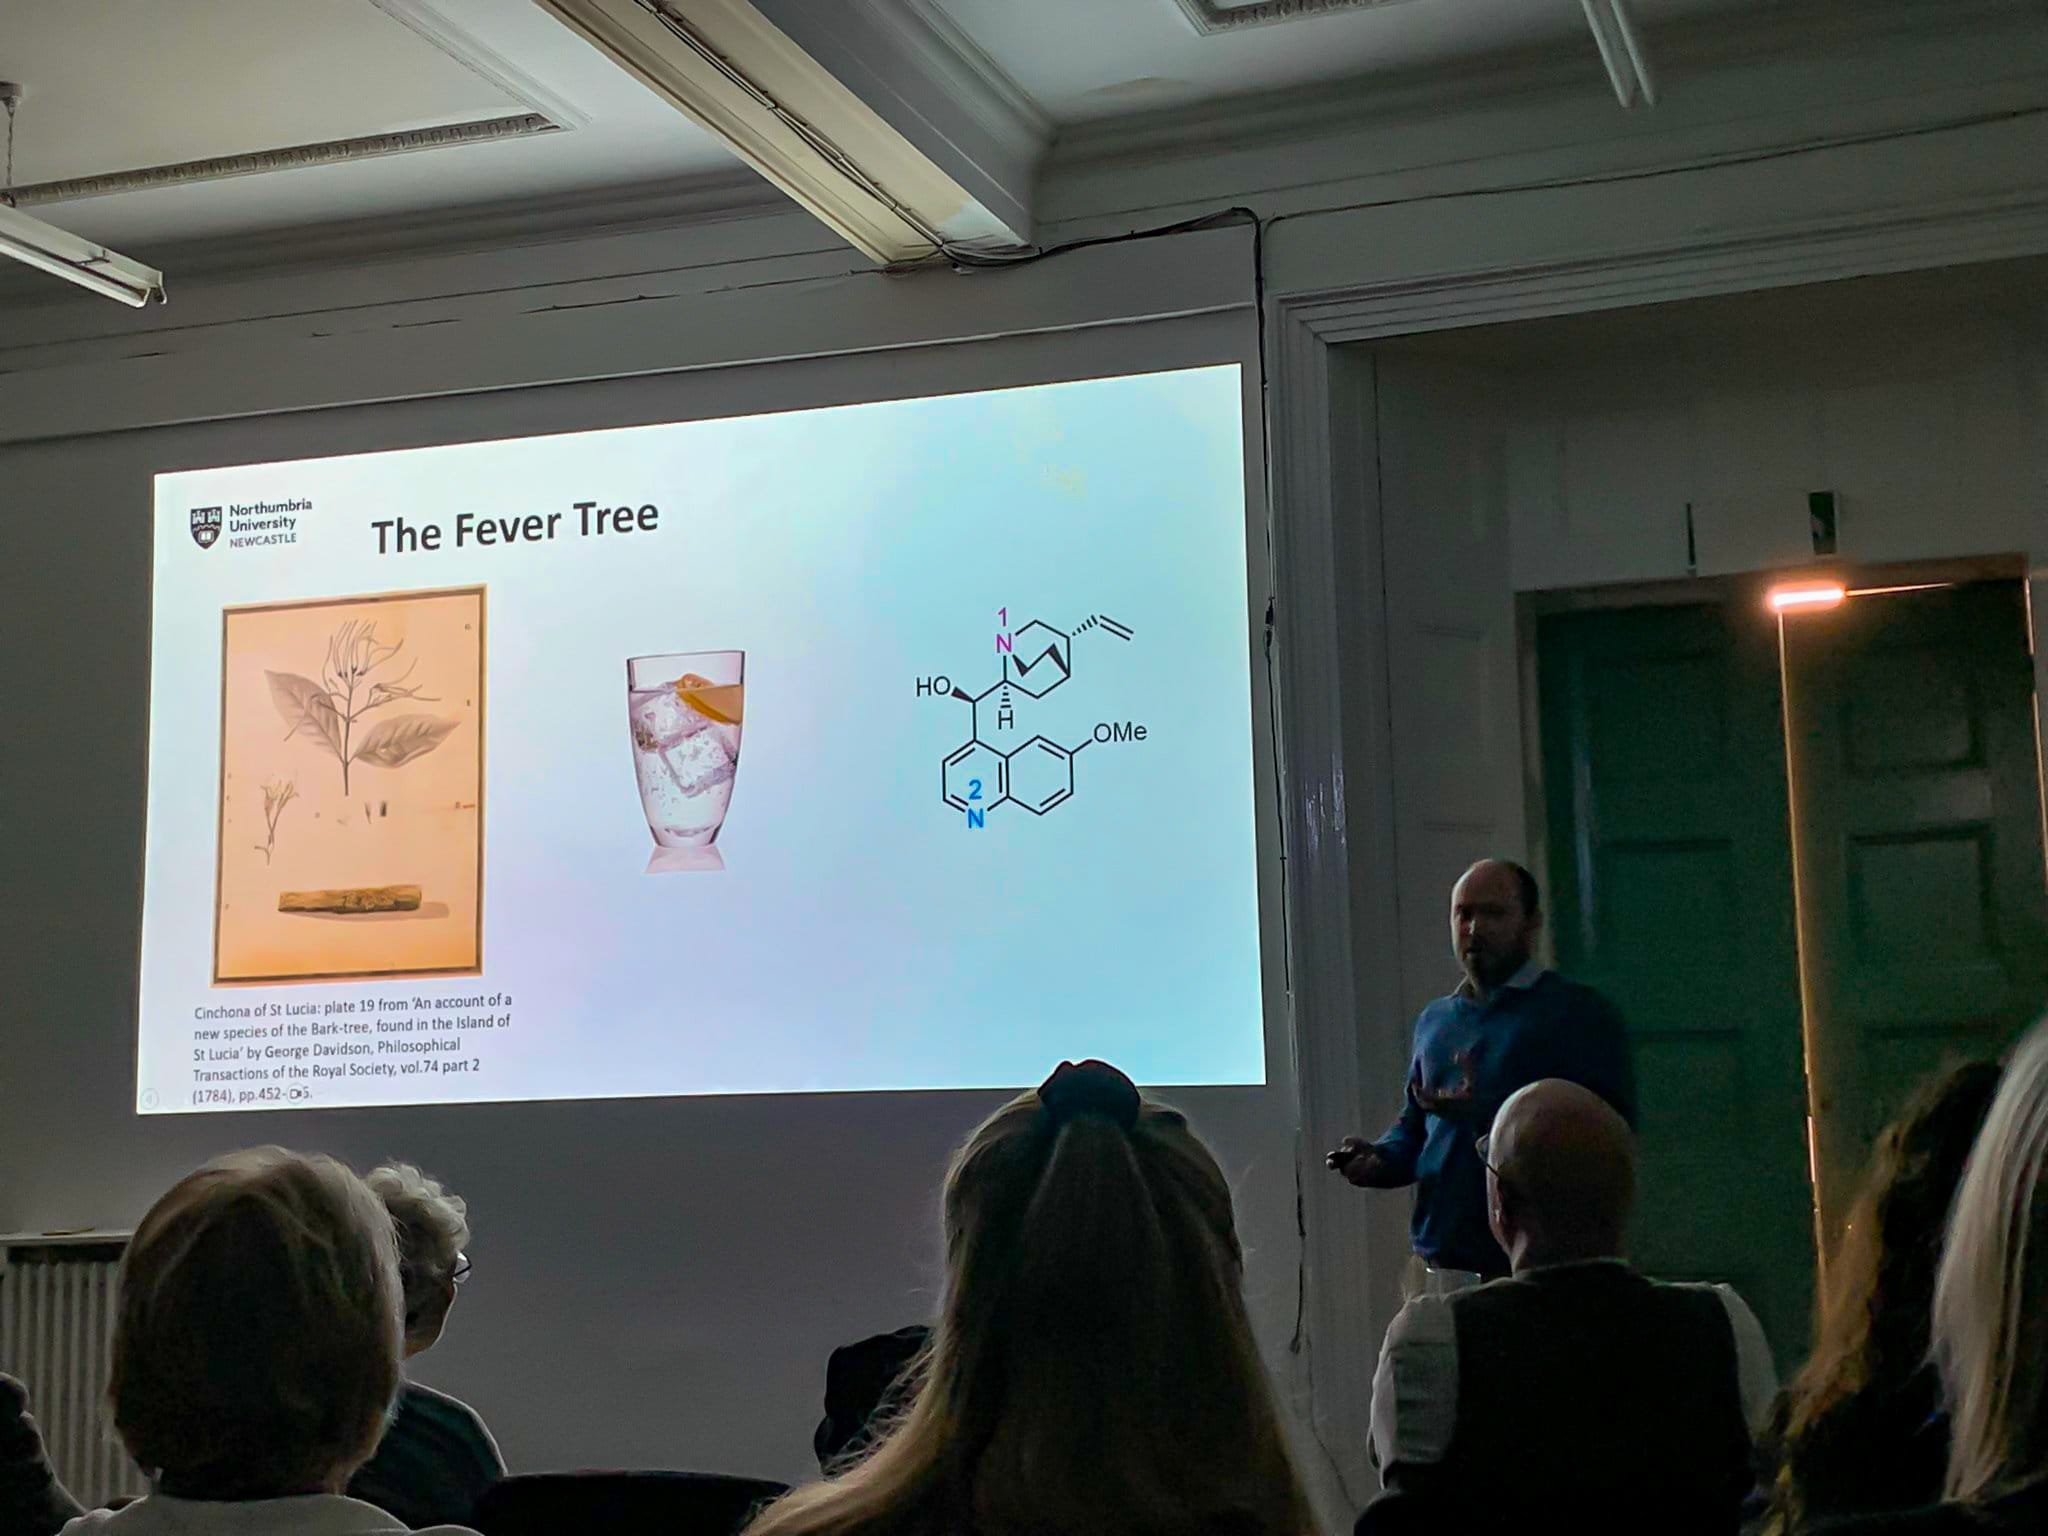 Northumbria
University
NEWCASTLE
The Fever Tree
1
N
HO
H
OMe
2
N
Cinchona of St Lucia: plate 19 from ‘An account of a
new species of the Bark-tree, found in the Island of
St Lucia’ by George Davidson, Philosophical
Transactions of the Royal Society, vol.74 part 2
(1784), pp.452-